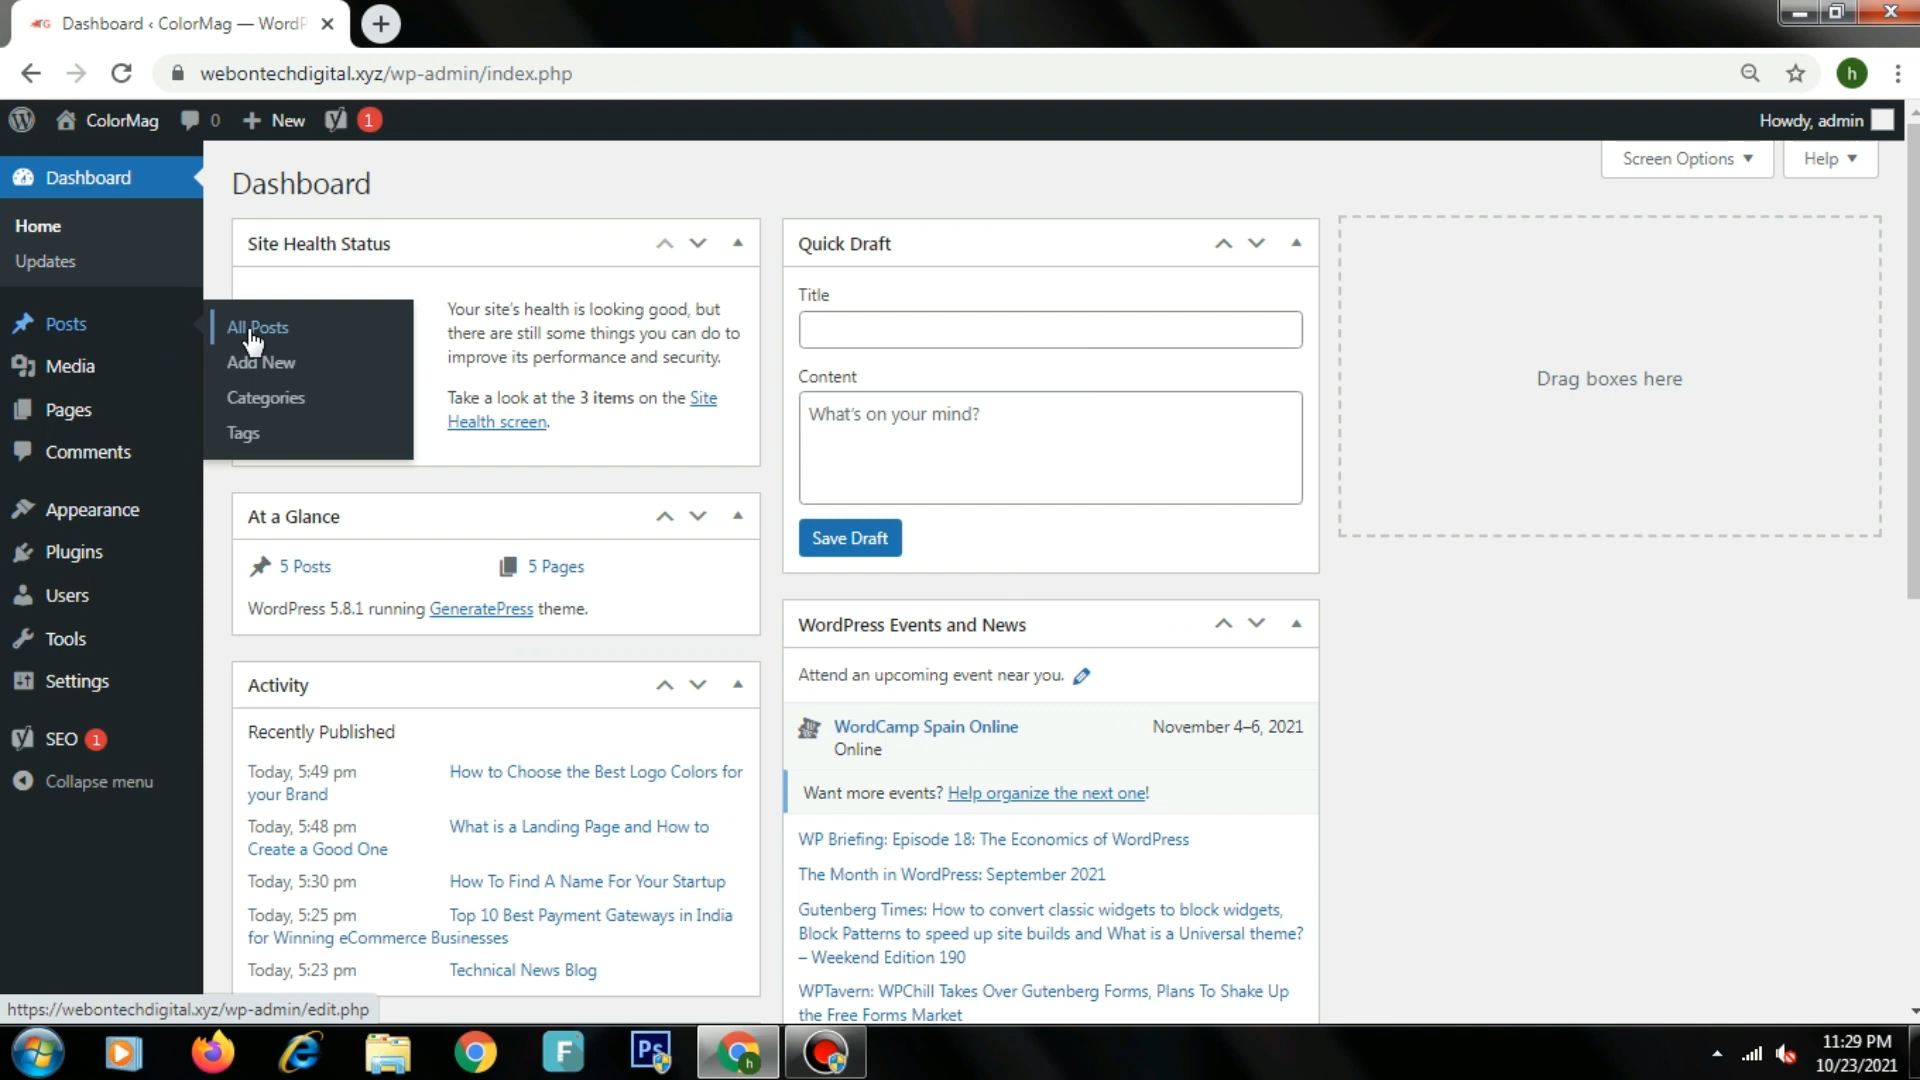 Dashboard ‹ ColorMag — WordP
webontechdigital.xyz/wp-admin/index.php
h
ColorMag 0 New 1
Howdy, admin
Screen Options Help
Dashboard
Home
Updates
Posts
Media
Pages
Comments
Appearance
Plugins
Users
Tools
Settings
SEO 1
Collapse menu
All Posts
Add New
Categories
Tags
Dashboard
Site Health Status
Your site's health is looking good, but
there are still some things you can do to
improve its performance and security.
Take a look at the 3 items on the Site
Health screen.
At a Glance
5 Posts 5 Pages
WordPress 5.8.1 running GeneratePress theme.
Activity
Recently Published
Today, 5:49 pm How to Choose the Best Logo Colors for
your Brand
Today, 5:48 pm What is a Landing Page and How to
Create a Good One
Today, 5:30 pm How To Find A Name For Your Startup
Today, 5:25 pm Top 10 Best Payment Gateways in India
for Winning eCommerce Businesses
Today, 5:23 pm Technical News Blog
Quick Draft
Title
Content
What's on your mind?
Save Draft
WordPress Events and News
Attend an upcoming event near you.
WordCamp Spain Online November 4–6, 2021
Online
Want more events? Help organize the next one!
WP Briefing: Episode 18: The Economics of WordPress
The Month in WordPress: September 2021
Gutenberg Times: How to convert classic widgets to block widgets,
Block Patterns to speed up site builds and What is a Universal theme?
– Weekend Edition 190
WPTavern: WPChill Takes Over Gutenberg Forms, Plans To Shake Up
the Free Forms Market
Drag boxes here
https://webontechdigital.xyz/wp-admin/edit.php
F
Ps
h
11:29 PM
10/23/2021